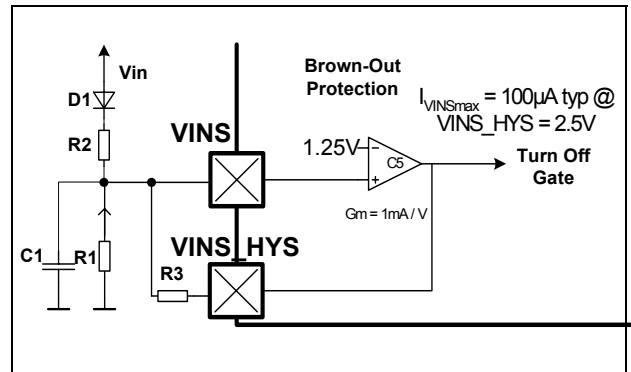 Vin
D1
R2
C1
R1
R3
VINS
VINS_HYS
Brown-Out
Protection
1.25V
−
+
C5
Gm = 1mA / V
I_VINSmax = 100µA typ @
VINS_HYS = 2.5V
Turn Off
Gate